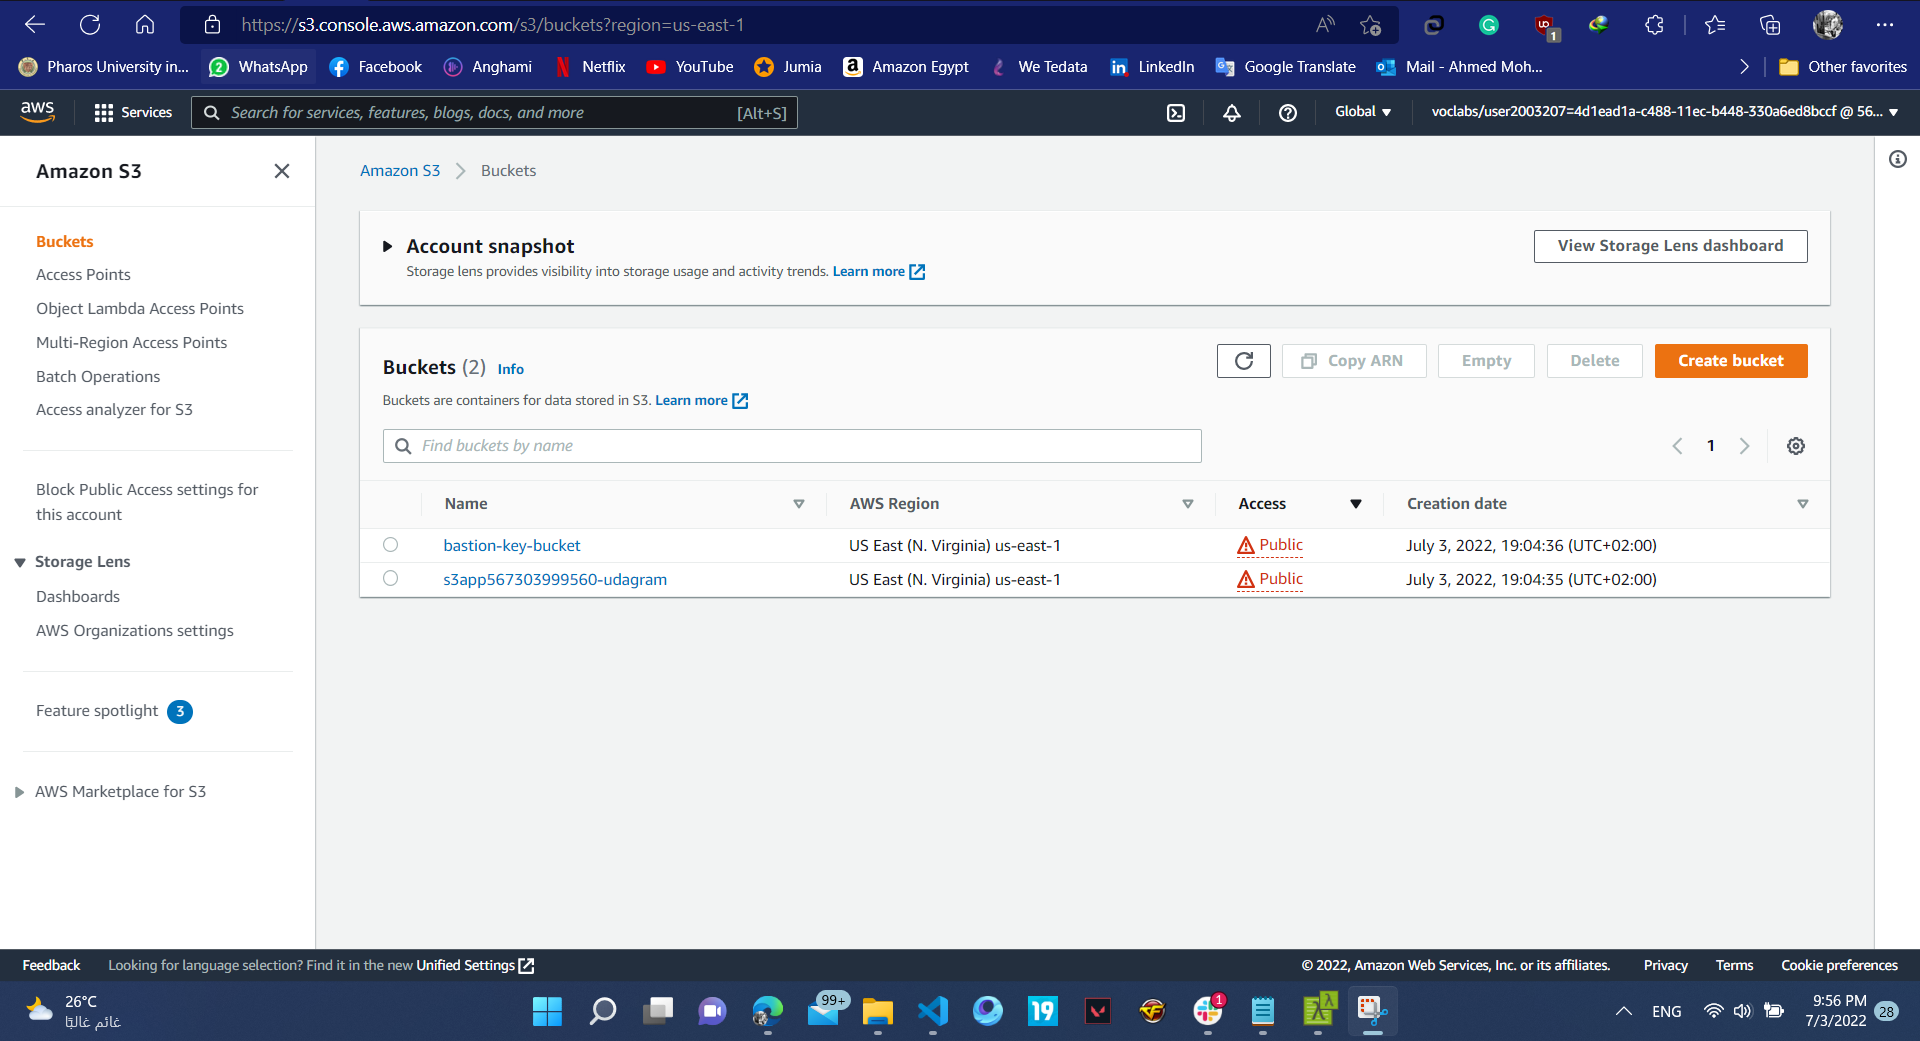 https://s3.console.aws.amazon.com/s3/buckets?region=us-east-1
1
Pharos University in...
2
WhatsApp
Facebook
Anghami
Netflix
YouTube
Jumia
Amazon Egypt
We Tedata
LinkedIn
Google Translate
Mail - Ahmed Moh...
Other favorites
aws
Services
Search for services, features, blogs, docs, and more
[Alt+S]
Global
voclabs/user2003207=4d1ead1a-c488-11ec-b448-330a6ed8bccf @ 56...
Amazon S3
Buckets
Access Points
Object Lambda Access Points
Multi-Region Access Points
Batch Operations
Access analyzer for S3
Block Public Access settings for
this account
Storage Lens
Dashboards
AWS Organizations settings
Feature spotlight 3
AWS Marketplace for S3
Amazon S3 Buckets
Account snapshot
Storage lens provides visibility into storage usage and activity trends. Learn more
View Storage Lens dashboard
Buckets (2) Info
Buckets are containers for data stored in S3. Learn more
Copy ARN
Empty
Delete
Create bucket
Find buckets by name
1
Name AWS Region Access Creation date
bastion-key-bucket US East (N. Virginia) us-east-1 Public July 3, 2022, 19:04:36 (UTC+02:00)
s3app567303999560-udagram US East (N. Virginia) us-east-1 Public July 3, 2022, 19:04:35 (UTC+02:00)
Feedback
Looking for language selection? Find it in the new Unified Settings
© 2022, Amazon Web Services, Inc. or its affiliates.
Privacy
Terms
Cookie preferences
26°C
غائم غالبًا
99+
19
1
ENG
9:56 PM
7/3/2022
28